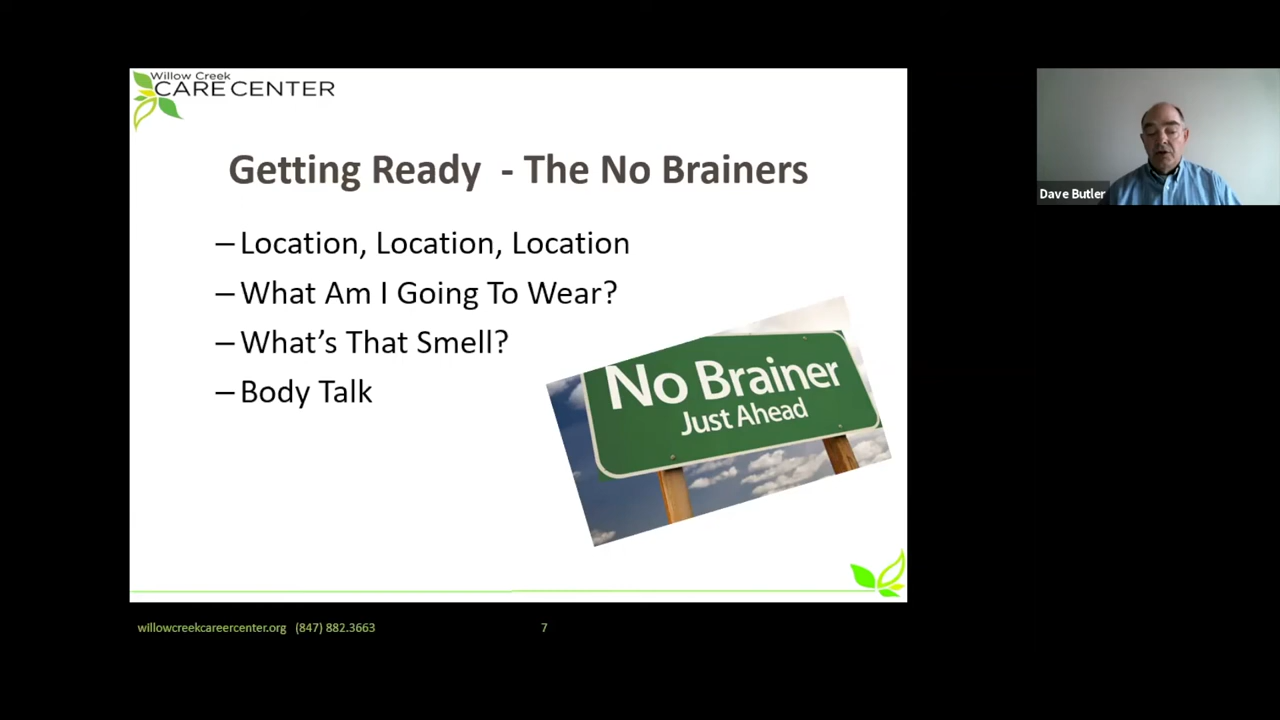 Willow Creek
CARE CENTER
Getting Ready - The No Brainers
– Location, Location, Location
– What Am I Going To Wear?
– What’s That Smell?
– Body Talk
No Brainer
Just Ahead
Dave Butler
willowcreekcareercenter.org (847) 882.3663
7